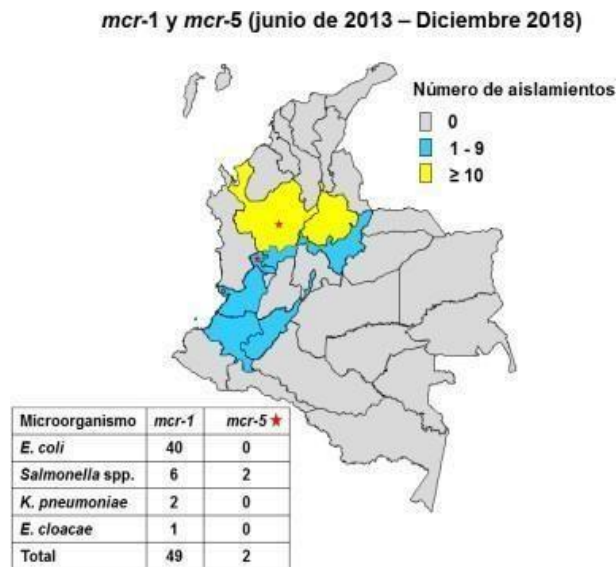 mcr-1 y mcr-5 (junio de 2013 – Diciembre 2018)
Número de aislamientos
0
1 - 9
≥ 10
Microorganismo mcr-1 mcr-5★
E. coli 40 0
Salmonella spp. 6 2
K. pneumoniae 2 0
E. cloacae 1 0
Total 49 2